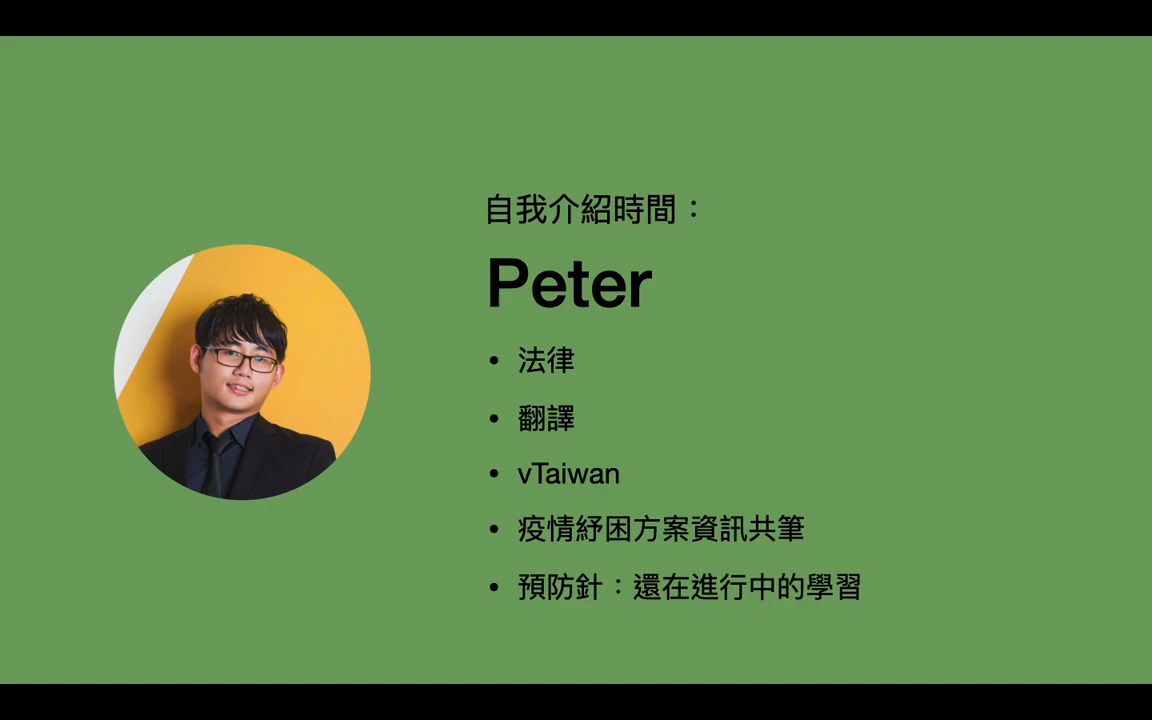 自我介紹時間：
Peter
• 法律
• 翻譯
• vTaiwan
• 疫情紓困方案資訊共筆
• 預防針：還在進行中的學習